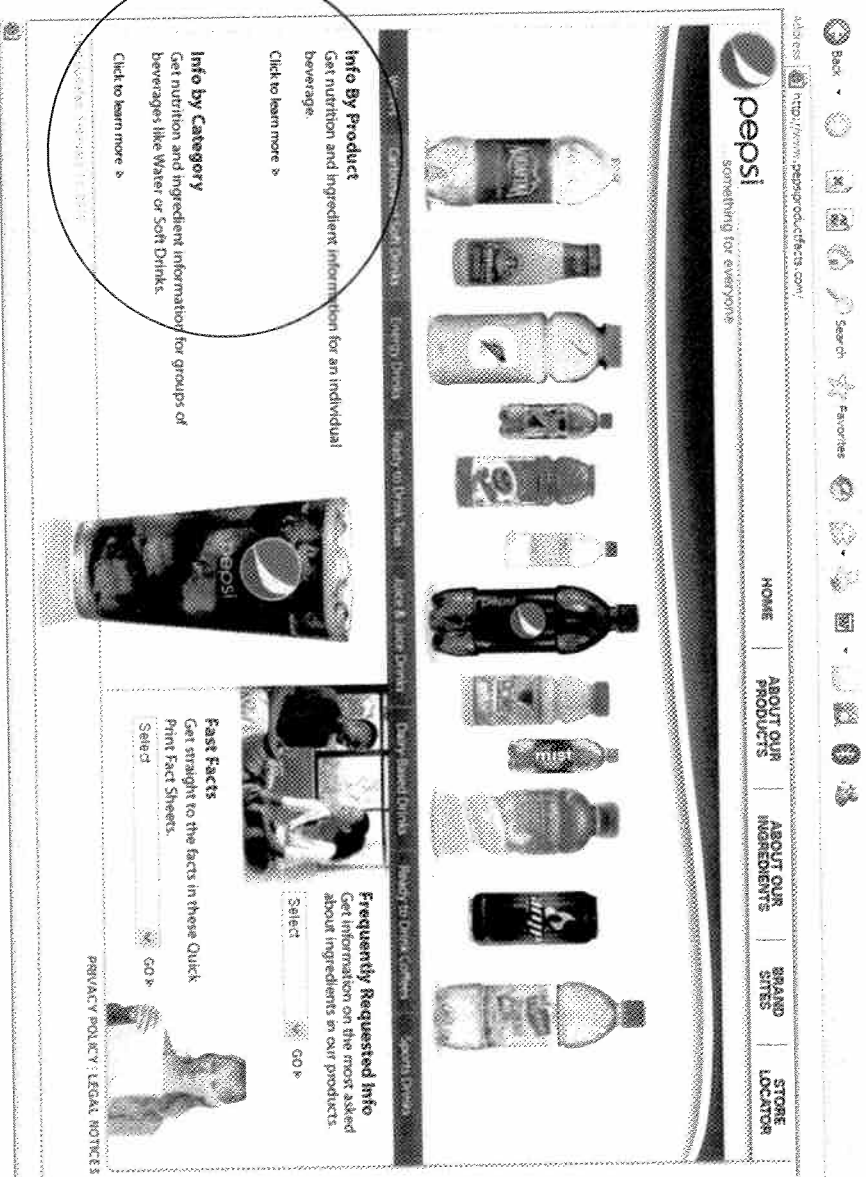 Back
Search
Favorites
Address
http://www.pepsiproductfacts.com/
pepsi
something for everyone
HOME
ABOUT OUR
PRODUCTS
ABOUT OUR
INGREDIENTS
BRAND
SITES
STORE
LOCATOR
pepsi
mist
Carbonated Soft Drinks
Energy Drinks
Ready to Drink Teas
Juice & Juice Drinks
Dairy Based Drinks
Ready to Drink Coffees
Sports Drinks
Info By Product
Get nutrition and ingredient information for an individual
beverage.
Click to learn more »
Info by Category
Get nutrition and ingredient information for groups of
beverages like Water or Soft Drinks.
Click to learn more »
pepsi
Frequently Requested Info
Get information on the most asked
about ingredients in our products.
Select
GO
Fast Facts
Get straight to the facts in these Quick
Print Fact Sheets.
Select
GO
PRIVACY POLICY | LEGAL NOTICES